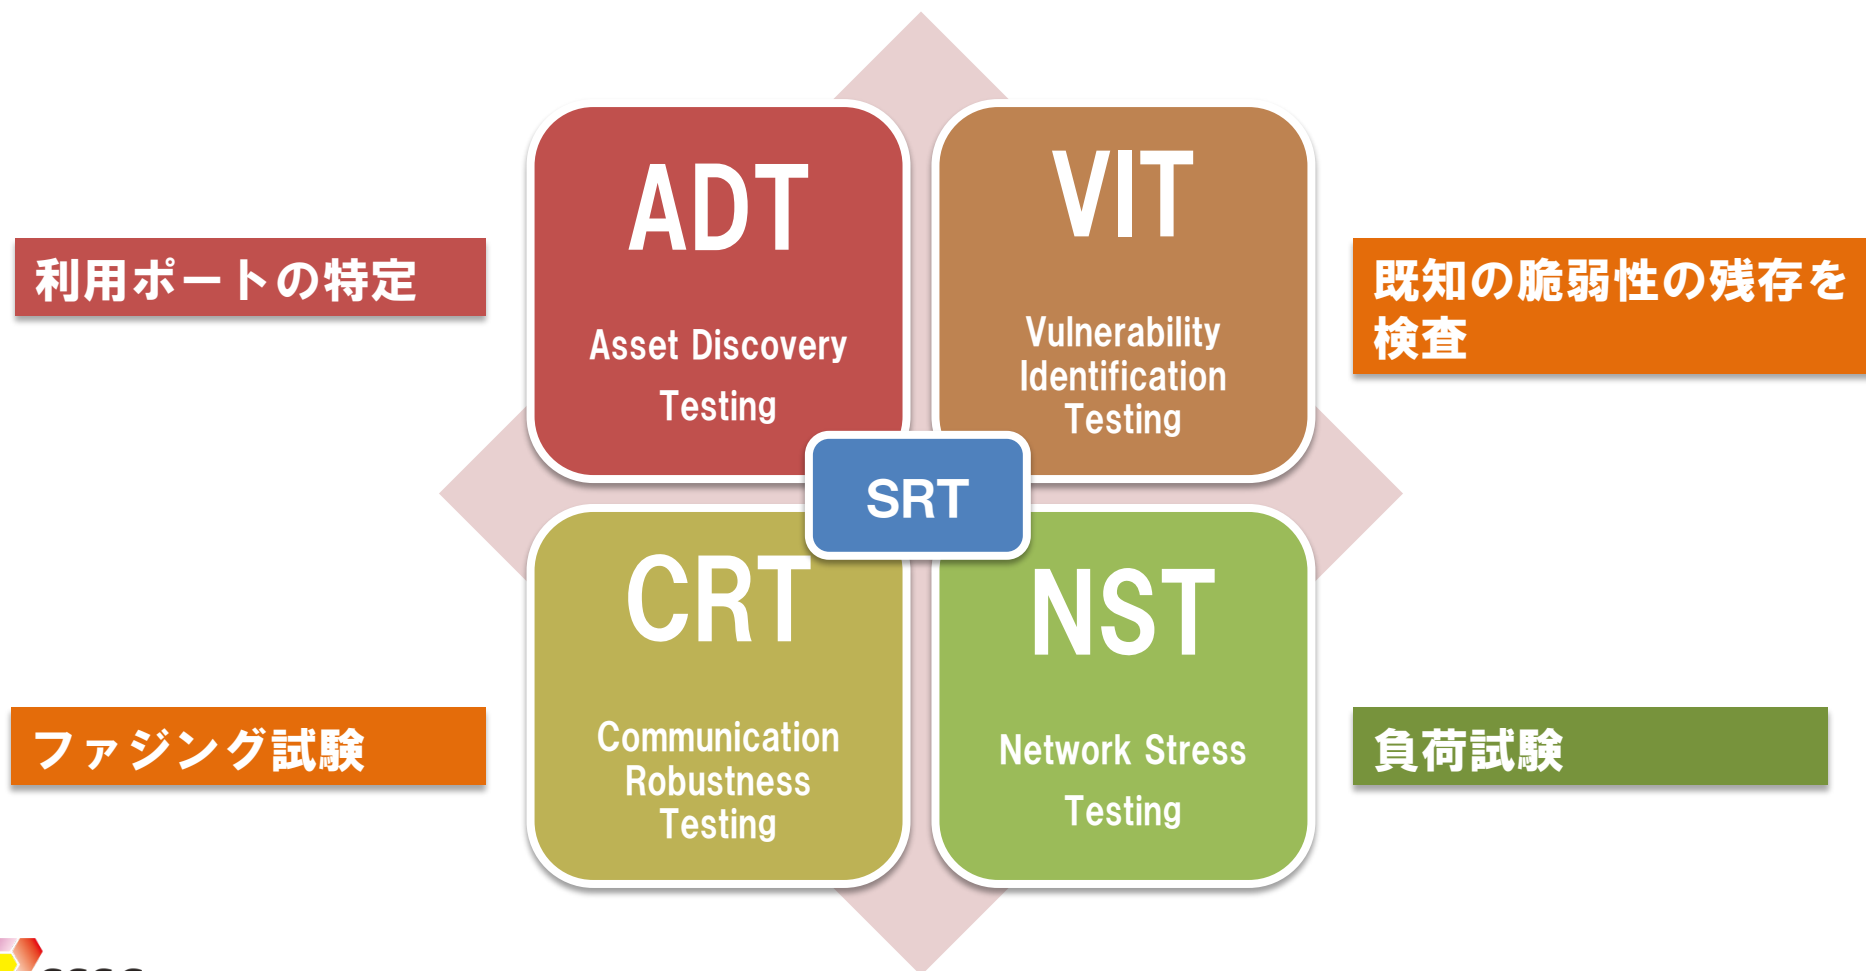 利用ポートの特定
ADT
Asset Discovery
Testing
VIT
Vulnerability
Identification
Testing
既知の脆弱性の残存を
検査
SRT
ファジング試験
CRT
Communication
Robustness
Testing
NST
Network Stress
Testing
負荷試験